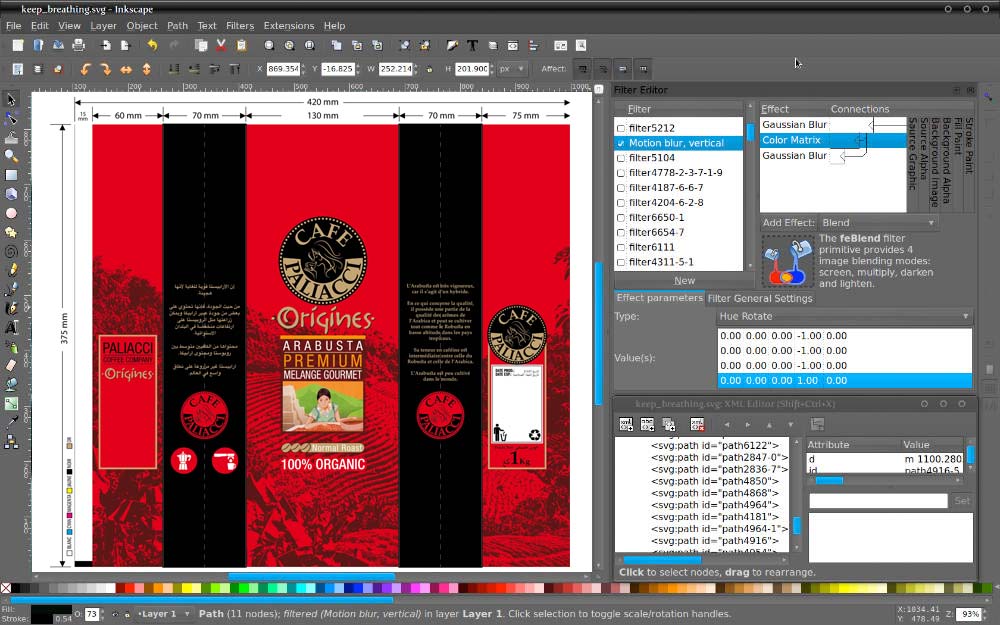 keep_breathing.svg - Inkscape
File Edit View Layer Object Path Text Filters Extensions Help
X 869.354 Y -16.825 W 252.214 H 201.900 px Affect:
420 mm
15 mm
60 mm 70 mm 130 mm 70 mm 75 mm
375 mm
PALIACCI
COFFEE COMPANY
Origines
CAFE
PALIACCI
CAFE
PALIACCI
·Origines·
ARABUSTA
PREMIUM
MELANGE GOURMET
Normal Roast
100% ORGANIC
L'Arabusta est très vigoureux,
car il s'agit d'un hybride.
En ce qui comporte la qualité,
il possède une partie de la
qualité des arômes de
l'Arabica et peut se cultiver
tout comme le Robusta en
basse altitude dans les pays
tropicaux.
Sa teneur en caféine est
intermédiaire entre celle du
Robusta et celle de l'Arabica.
L'Arabusta est peu cultivé
dans le monde.
CAFE
PALIACCI
CAFE
PALIACCI
DATE PROD:
DATE EXP:
1Kg
Filter Editor
Filter
filter5212
Motion blur, vertical
filter5104
filter4778-2-3-7-1-9
filter4187-6-6-7
filter4204-6-2-8
filter6650-1
filter6654-7
filter6111
filter4311-5-1
New
Effect Connections
Gaussian Blur
Color Matrix
Gaussian Blur
Stroke Paint
Fill Paint
Background Alpha
Background Image
Source Alpha
Source Graphic
Add Effect: Blend
The feBlend filter
primitive provides 4
image blending modes:
screen, multiply, darken
and lighten.
Effect parameters Filter General Settings
Type: Hue Rotate
Value(s):
0.00 0.00 0.00 -1.00 0.00
0.00 0.00 0.00 -1.00 0.00
0.00 0.00 0.00 -1.00 0.00
0.00 0.00 0.00 1.00 0.00
keep_breathing.svg: XML Editor (Shift+Ctrl+X)
<svg:path id="path6122">
<svg:path id="path2847-0">
<svg:path id="path2836-7">
<svg:path id="path4850">
<svg:path id="path4868">
<svg:path id="path4964">
<svg:path id="path4181">
<svg:path id="path4964-1">
<svg:path id="path4916">
<svg:path id="path4954">
Attribute Value
d m 1100.280
id path4916-5
Set
Click to select nodes, drag to rearrange.
Fill:
Stroke: 0.54
O: 73
Layer 1
Path (11 nodes); filtered (Motion blur, vertical) in layer Layer 1. Click selection to toggle scale/rotation handles.
X:1034.41
Y: 478.49
Z: 93%